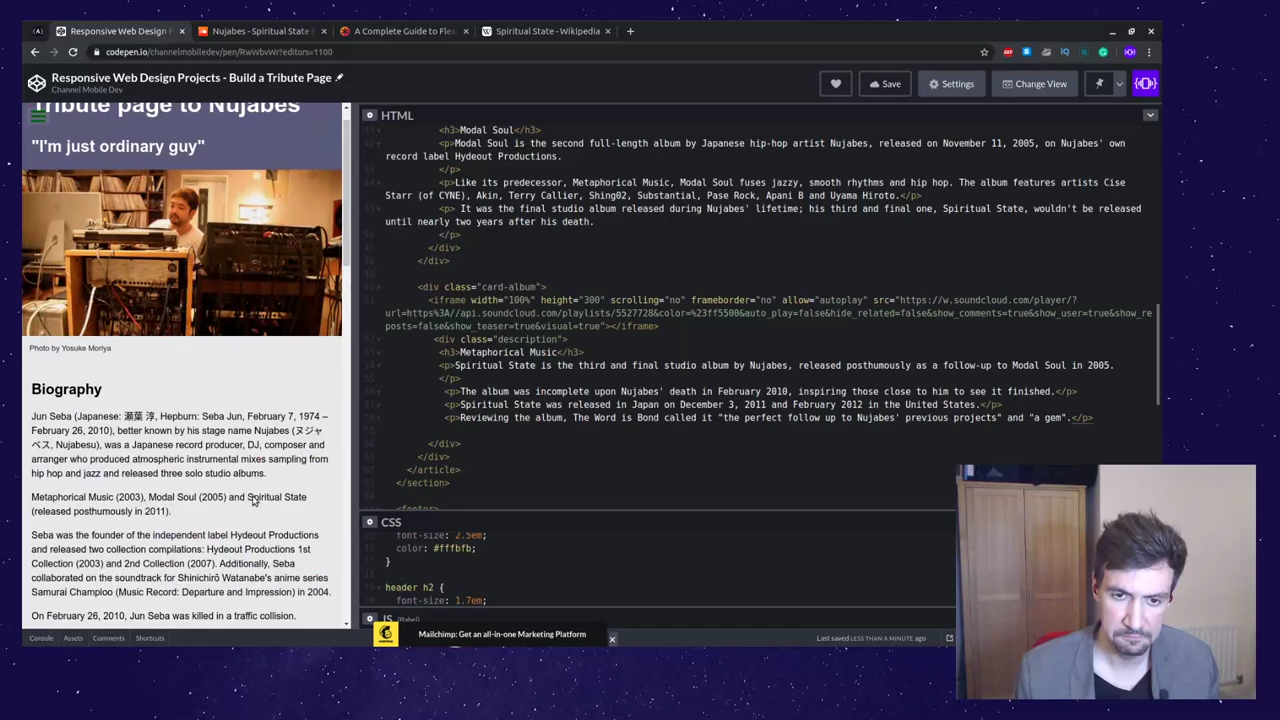 Responsive Web Design P
Nujabes - Spiritual State
A Complete Guide to Fle
Spiritual State - Wikipedia
codepen.io/channelmobiledev/pen/RwWbvWr?editors=1100
Responsive Web Design Projects - Build a Tribute Page
Channel Mobile Dev
Save
Settings
Change View
Tribute page to Nujabes
"I'm just ordinary guy"
Photo by Yosuke Moriya
Biography
Jun Seba (Japanese: 瀬葉 淳, Hepburn: Seba Jun, February 7, 1974 –
February 26, 2010), better known by his stage name Nujabes (ヌジャ
ベス, Nujabesu), was a Japanese record producer, DJ, composer and
arranger who produced atmospheric instrumental mixes sampling from
hip hop and jazz and released three solo studio albums.
Metaphorical Music (2003), Modal Soul (2005) and Spiritual State
(released posthumously in 2011).
Seba was the founder of the independent label Hydeout Productions
and released two collection compilations: Hydeout Productions 1st
Collection (2003) and 2nd Collection (2007). Additionally, Seba
collaborated on the soundtrack for Shinichirō Watanabe's anime series
Samurai Champloo (Music Record: Departure and Impression) in 2004.
On February 26, 2010, Jun Seba was killed in a traffic collision.
HTML
<h3>Modal Soul</h3>
<p>Modal Soul is the second full-length album by Japanese hip-hop artist Nujabes, released on November 11, 2005, on Nujabes' own
record label Hydeout Productions.
</p>
<p>Like its predecessor, Metaphorical Music, Modal Soul fuses jazzy, smooth rhythms and hip hop. The album features artists Cise
Starr (of CYNE), Akin, Terry Callier, Shing02, Substantial, Pase Rock, Apani B and Uyama Hiroto.</p>
<p> It was the final studio album released during Nujabes' lifetime; his third and final one, Spiritual State, wouldn't be released
until nearly two years after his death.
</p>
</div>
</div>
<div class="card-album">
<iframe width="100%" height="300" scrolling="no" frameborder="no" allow="autoplay" src="https://w.soundcloud.com/player/?
url=https%3A//api.soundcloud.com/playlists/5527728&color=%23ff5500&auto_play=false&hide_related=false&show_comments=true&show_user=true&show_re
posts=false&show_teaser=true&visual=true"></iframe>
<div class="description">
<h3>Metaphorical Music</h3>
<p>Spiritual State is the third and final studio album by Nujabes, released posthumously as a follow-up to Modal Soul in 2005.
</p>
<p>The album was incomplete upon Nujabes' death in February 2010, inspiring those close to him to see it finished.</p>
<p>Spiritual State was released in Japan on December 3, 2011 and February 2012 in the United States.</p>
<p>Reviewing the album, The Word is Bond called it "the perfect follow up to Nujabes' previous projects" and "a gem".</p>
</div>
</div>
</article>
</section>
<footer>
CSS
font-size: 2.5em;
color: #fffbfb;
}
header h2 {
font-size: 1.7em;
JS (Babel)
Console
Assets
Comments
Shortcuts
Mailchimp: Get an all-in-one Marketing Platform
Last saved LESS THAN A MINUTE ago